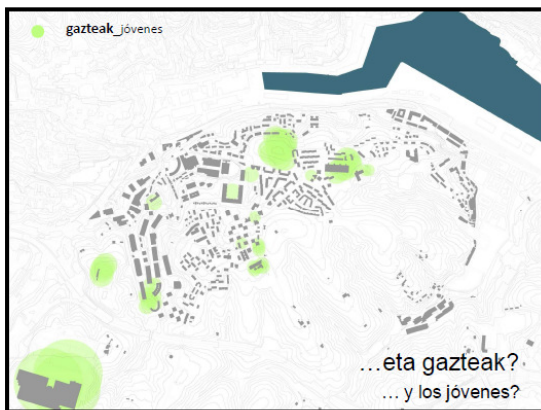 gazteak_jóvenes
…eta gazteak?
… y los jóvenes?